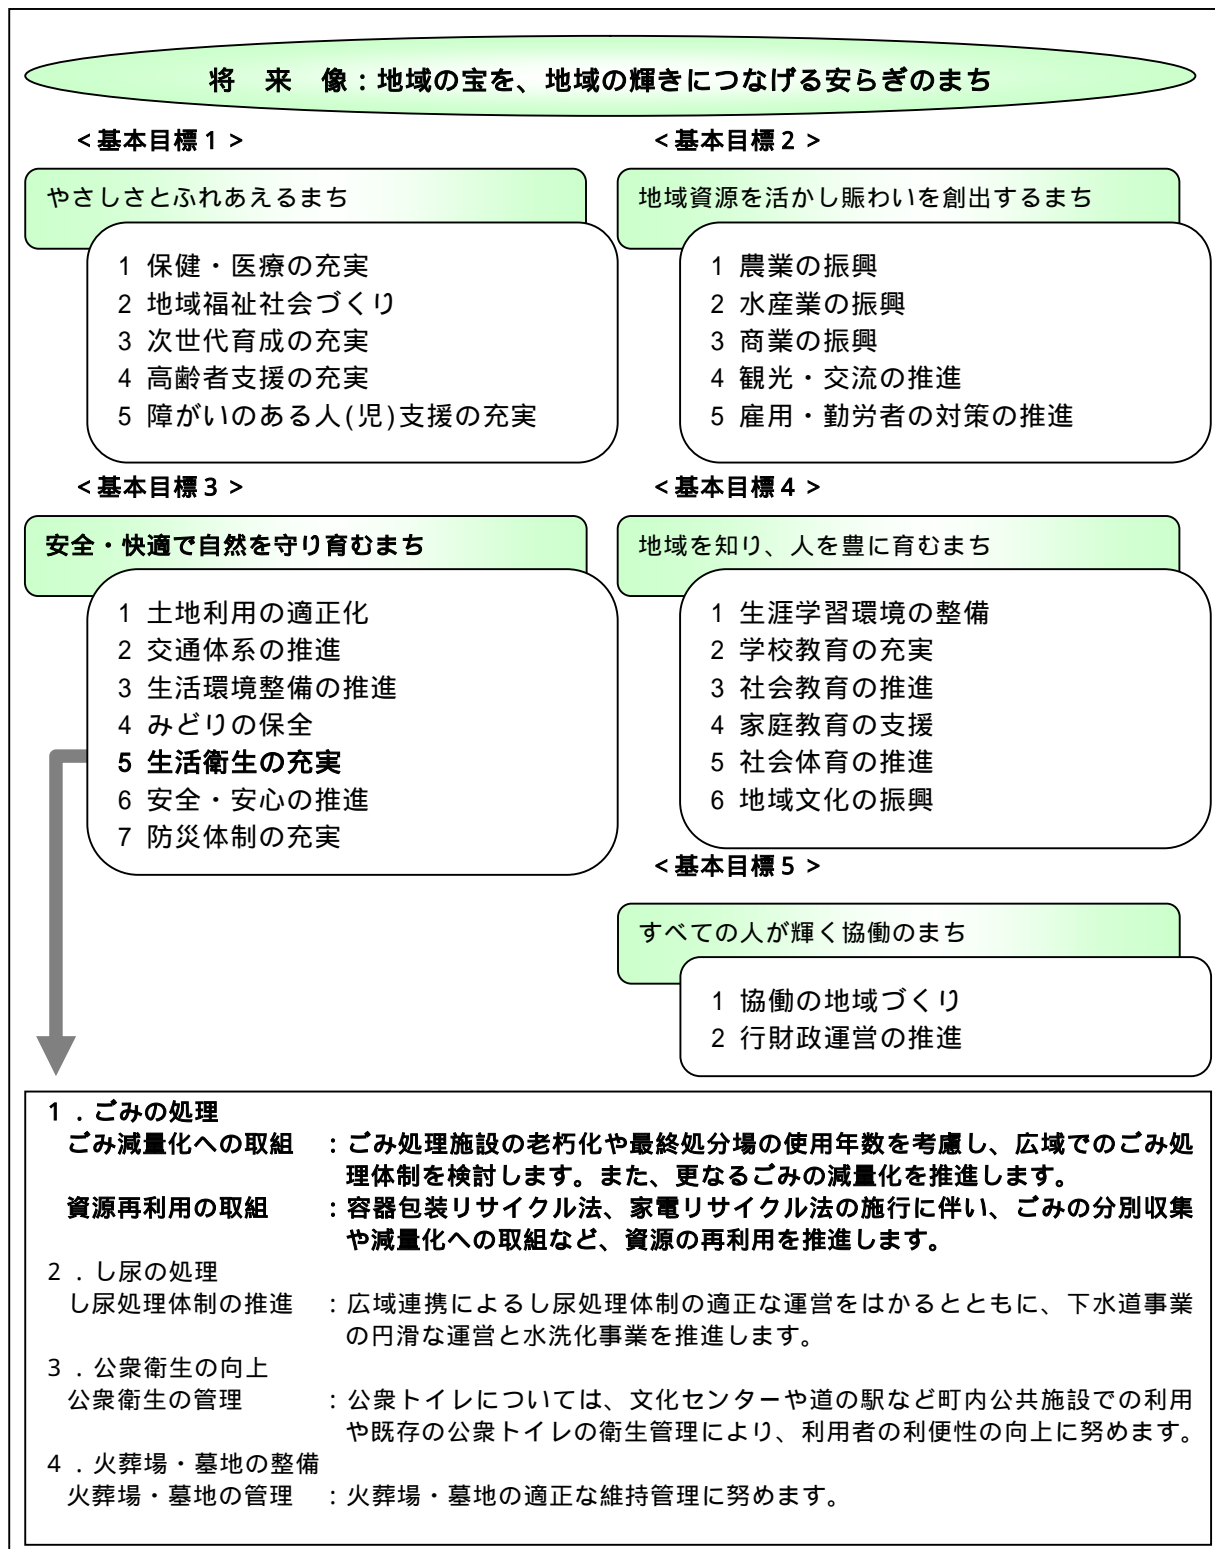 将　来　像：地域の宝を、地域の輝きにつなげる安らぎのまち
＜基本目標１＞
やさしさとふれあえるまち
1 保健・医療の充実
2 地域福祉社会づくり
3 次世代育成の充実
4 高齢者支援の充実
5 障がいのある人(児)支援の充実
＜基本目標２＞
地域資源を活かし賑わいを創出するまち
1 農業の振興
2 水産業の振興
3 商業の振興
4 観光・交流の推進
5 雇用・勤労者の対策の推進
＜基本目標３＞
安全・快適で自然を守り育むまち
1 土地利用の適正化
2 交通体系の推進
3 生活環境整備の推進
4 みどりの保全
5 生活衛生の充実
6 安全・安心の推進
7 防災体制の充実
＜基本目標４＞
地域を知り、人を豊に育むまち
1 生涯学習環境の整備
2 学校教育の充実
3 社会教育の推進
4 家庭教育の支援
5 社会体育の推進
6 地域文化の振興
＜基本目標５＞
すべての人が輝く協働のまち
1 協働の地域づくり
2 行財政運営の推進
１．ごみの処理
ごみ減量化への取組　：ごみ処理施設の老朽化や最終処分場の使用年数を考慮し、広域でのごみ処
理体制を検討します。また、更なるごみの減量化を推進します。
資源再利用の取組　：容器包装リサイクル法、家電リサイクル法の施行に伴い、ごみの分別収集
や減量化への取組など、資源の再利用を推進します。
２．し尿の処理
し尿処理体制の推進　：広域連携によるし尿処理体制の適正な運営をはかるとともに、下水道事業
の円滑な運営と水洗化事業を推進します。
３．公衆衛生の向上
公衆衛生の管理　：公衆トイレについては、文化センターや道の駅など町内公共施設での利用
や既存の公衆トイレの衛生管理により、利用者の利便性の向上に努めます。
４．火葬場・墓地の整備
火葬場・墓地の管理　：火葬場・墓地の適正な維持管理に努めます。